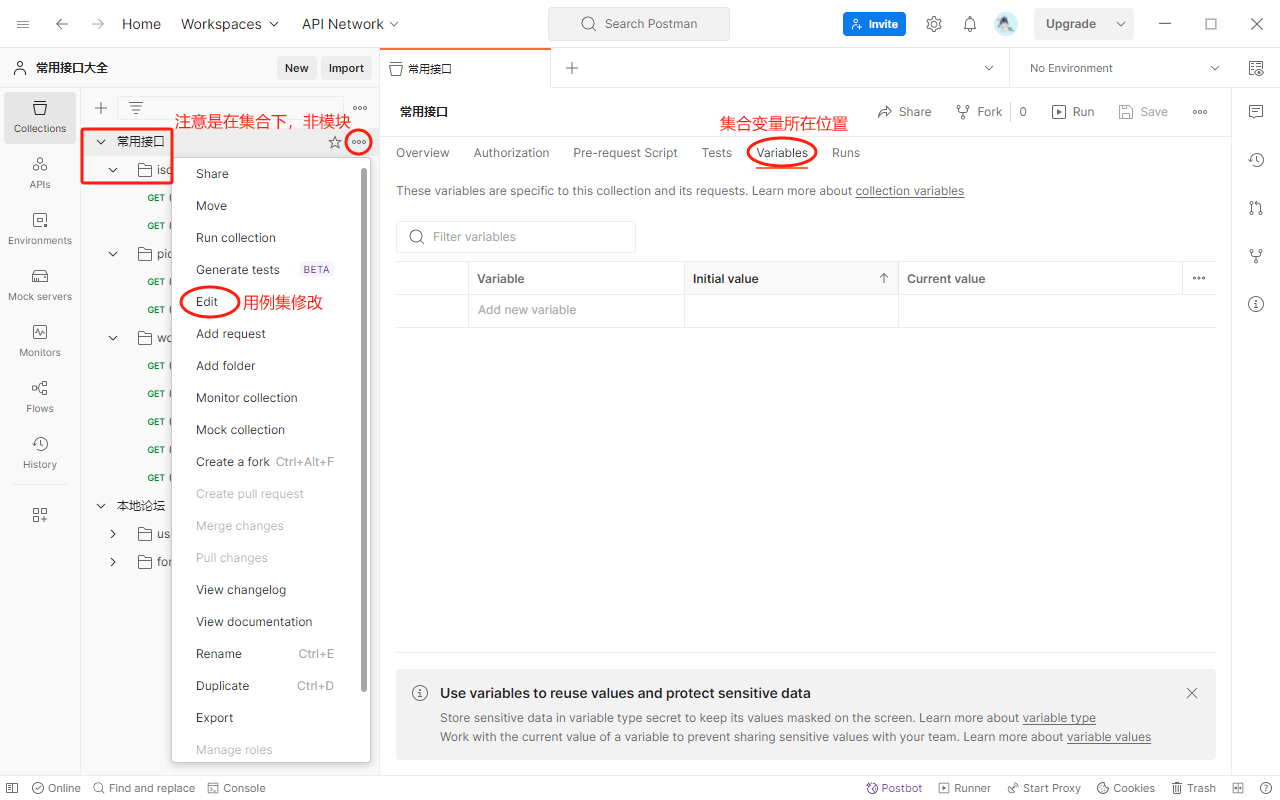 Home Workspaces API Network Search Postman Invite Upgrade
常用接口大全 New Import 常用接口 No Environment
Collections
APIs
Environments
Mock servers
Monitors
Flows
History
注意是在集合下，非模块
常用接口
GET
GET
GET
GET
GET
GET
GET
GET
GET
本地论坛
Share
Move
Run collection
Generate tests BETA
Edit 用例集修改
Add request
Add folder
Monitor collection
Mock collection
Create a fork Ctrl+Alt+F
Create pull request
Merge changes
Pull changes
View changelog
View documentation
Rename Ctrl+E
Duplicate Ctrl+D
Export
Manage roles
常用接口 Share Fork 0 Run Save
集合变量所在位置
Overview Authorization Pre-request Script Tests Variables Runs
These variables are specific to this collection and its requests. Learn more about collection variables
Filter variables
Variable Initial value Current value
Add new variable
Use variables to reuse values and protect sensitive data
Store sensitive data in variable type secret to keep its values masked on the screen. Learn more about variable type
Work with the current value of a variable to prevent sharing sensitive values with your team. Learn more about variable values
Online Find and replace Console Postbot Runner Start Proxy Cookies Trash